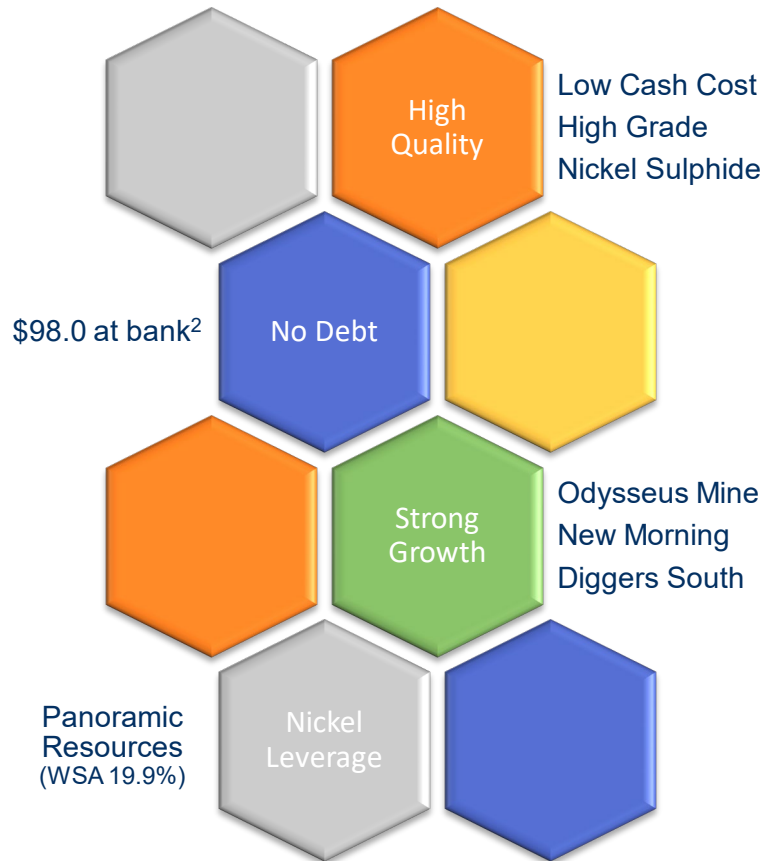 High
Quality
Low Cash Cost
High Grade
Nickel Sulphide
$98.0 at bank²
No Debt
Strong
Growth
Odysseus Mine
New Morning
Diggers South
Panoramic
Resources
(WSA 19.9%)
Nickel
Leverage